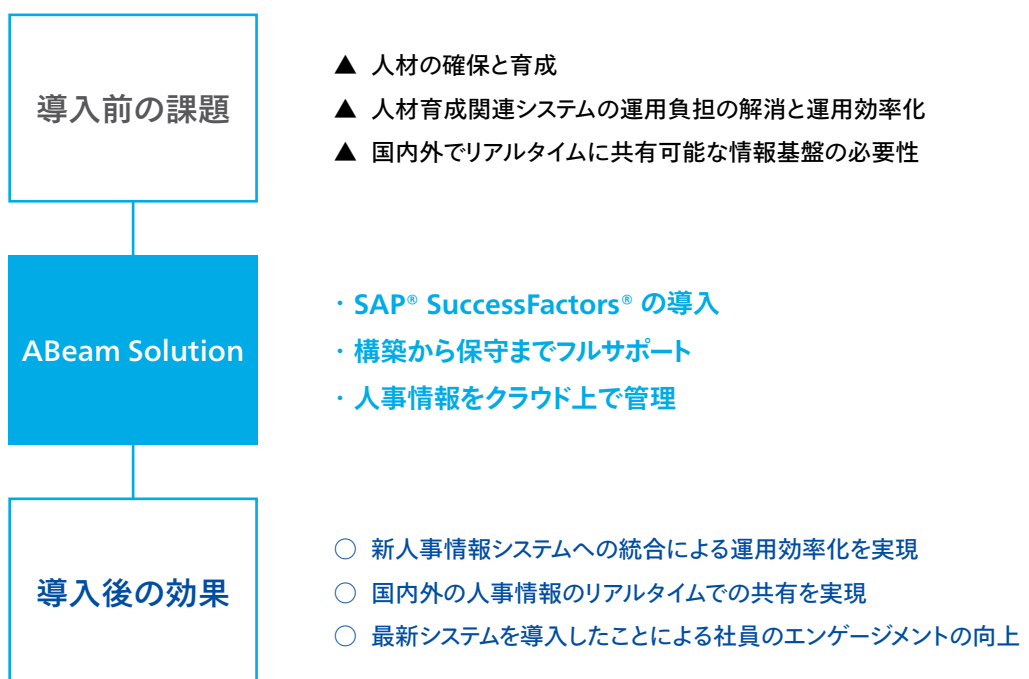 導入前の課題
▲ 人材の確保と育成
▲ 人材育成関連システムの運用負担の解消と運用効率化
▲ 国内外でリアルタイムに共有可能な情報基盤の必要性
ABeam Solution
・SAP® SuccessFactors® の導入
・構築から保守までフルサポート
・人事情報をクラウド上で管理
導入後の効果
○ 新人事情報システムへの統合による運用効率化を実現
○ 国内外の人事情報のリアルタイムでの共有を実現
○ 最新システムを導入したことによる社員のエンゲージメントの向上